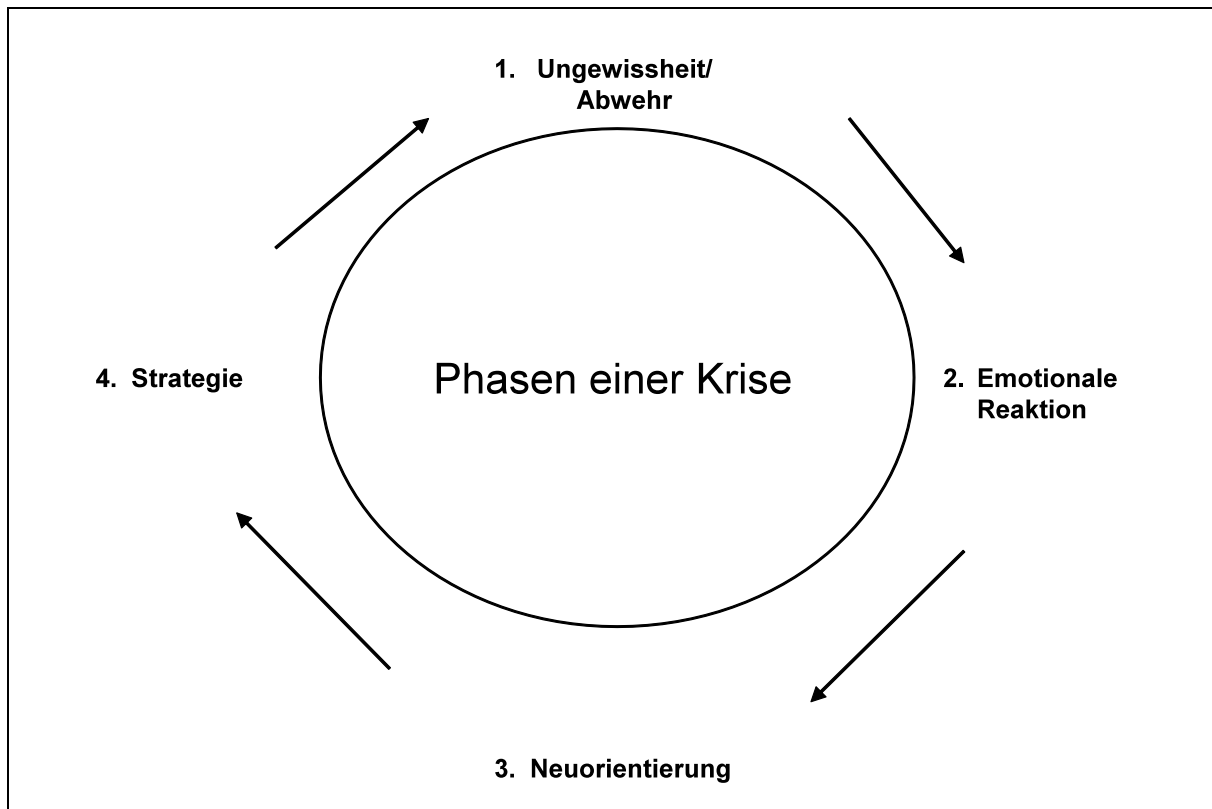 1. Ungewissheit/
Abwehr
Phasen einer Krise
2. Emotionale
Reaktion
3. Neuorientierung
4. Strategie